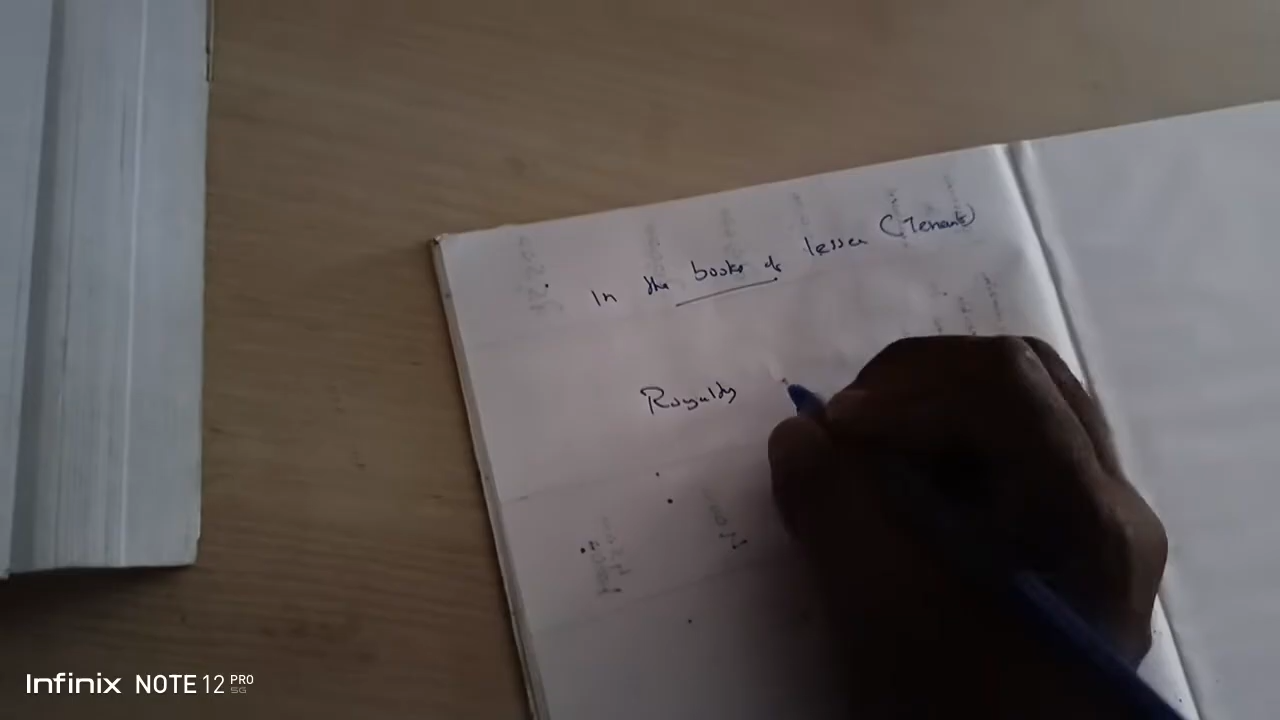 In the books of lessee (Tenant)
Royalty
Infinix NOTE 12 PRO 5G